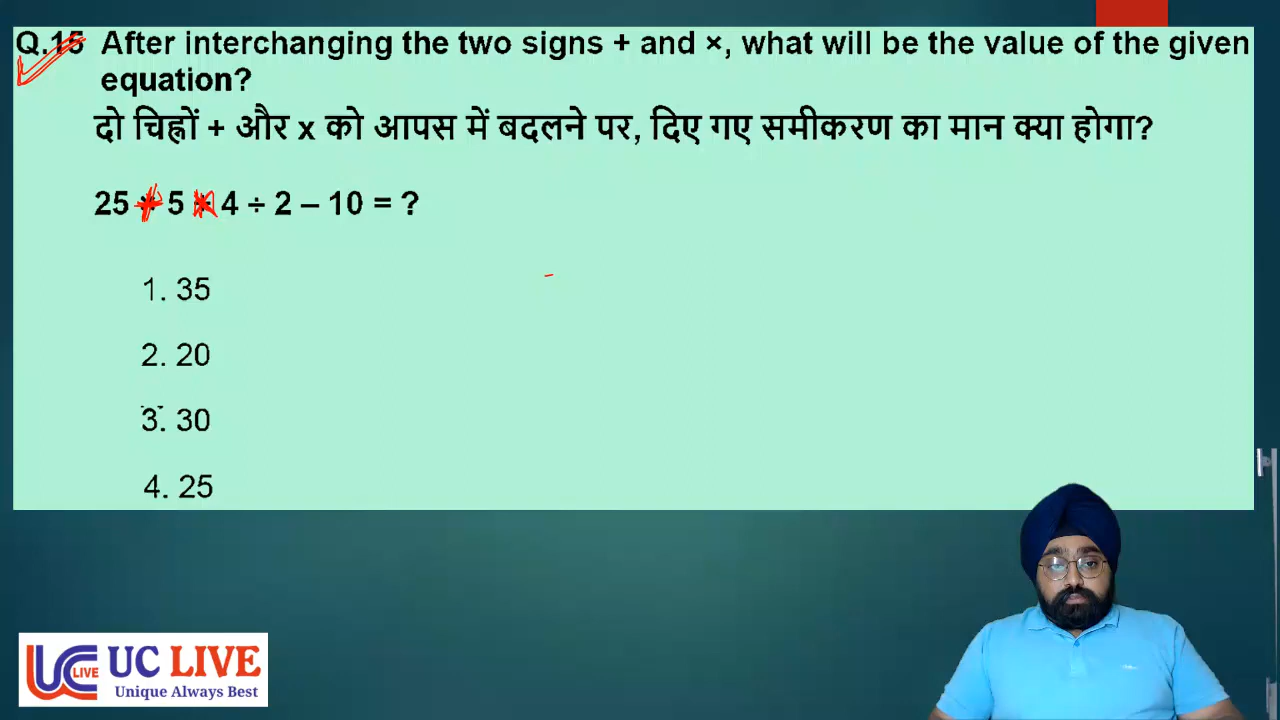 Q.15 After interchanging the two signs + and ×, what will be the value of the given
equation?
दो चिह्नों + और x को आपस में बदलने पर, दिए गए समीकरण का मान क्या होगा?
25 5 4 ÷ 2 – 10 = ?
1. 35
2. 20
3. 30
4. 25
UC LIVE UC LIVE
Unique Always Best